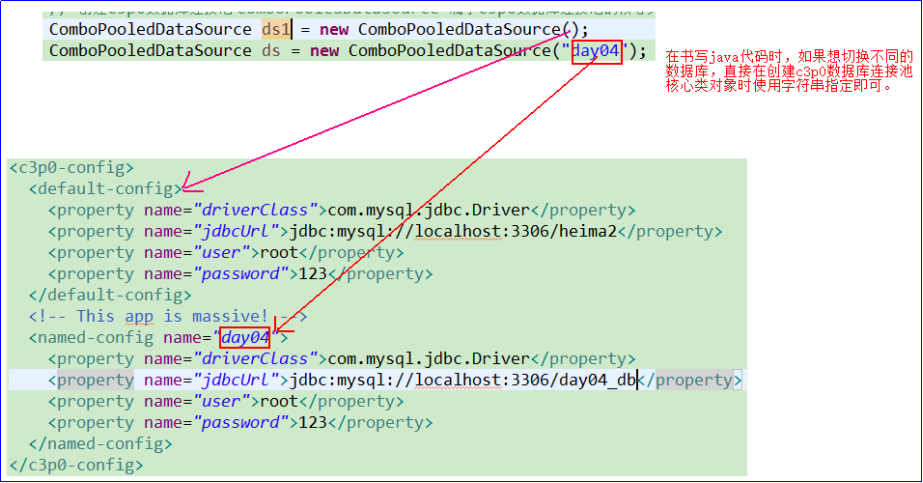 ComboPooledDataSource ds1 = new ComboPooledDataSource();
ComboPooledDataSource ds = new ComboPooledDataSource("day04");
在书写java代码时，如果想切换不同的
数据库，直接在创建c3p0数据库连接池
核心类对象时使用字符串指定即可。
<c3p0-config>
<default-config>
<property name="driverClass">com.mysql.jdbc.Driver</property>
<property name="jdbcUrl">jdbc:mysql://localhost:3306/heima2</property>
<property name="user">root</property>
<property name="password">123</property>
</default-config>
<!-- This app is massive! -->
<named-config name="day04">
<property name="driverClass">com.mysql.jdbc.Driver</property>
<property name="jdbcUrl">jdbc:mysql://localhost:3306/day04_db</property>
<property name="user">root</property>
<property name="password">123</property>
</named-config>
</c3p0-config>